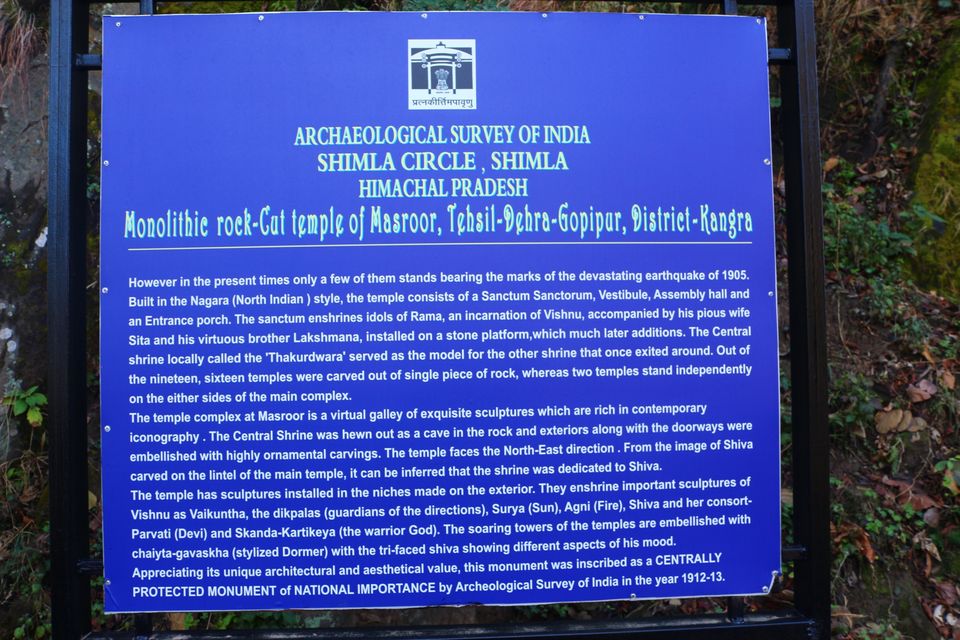 प्रत्नकीर्तिमपावृणु
ARCHAEOLOGICAL SURVEY OF INDIA
SHIMLA CIRCLE , SHIMLA
HIMACHAL PRADESH
Monolithic rock-Cut temple of Masroor, Tehsil-Dehra-Gopipur, District-Kangra
However in the present times only a few of them stands bearing the marks of the devastating earthquake of 1905.
Built in the Nagara (North Indian ) style, the temple consists of a Sanctum Sanctorum, Vestibule, Assembly hall and
an Entrance porch. The sanctum enshrines idols of Rama, an incarnation of Vishnu, accompanied by his pious wife
Sita and his virtuous brother Lakshmana, installed on a stone platform,which much later additions. The Central
shrine locally called the 'Thakurdwara' served as the model for the other shrine that once exited around. Out of
the nineteen, sixteen temples were carved out of single piece of rock, whereas two temples stand independently
on the either sides of the main complex.
The temple complex at Masroor is a virtual galley of exquisite sculptures which are rich in contemporary
iconography . The Central Shrine was hewn out as a cave in the rock and exteriors along with the doorways were
embellished with highly ornamental carvings. The temple faces the North-East direction . From the image of Shiva
carved on the lintel of the main temple, it can be inferred that the shrine was dedicated to Shiva.
The temple has sculptures installed in the niches made on the exterior. They enshrine important sculptures of
Vishnu as Vaikuntha, the dikpalas (guardians of the directions), Surya (Sun), Agni (Fire), Shiva and her consort-
Parvati (Devi) and Skanda-Kartikeya (the warrior God). The soaring towers of the temples are embellished with
chaiyta-gavaskha (stylized Dormer) with the tri-faced shiva showing different aspects of his mood.
Appreciating its unique architectural and aesthetical value, this monument was inscribed as a CENTRALLY
PROTECTED MONUMENT of NATIONAL IMPORTANCE by Archeological Survey of India in the year 1912-13.